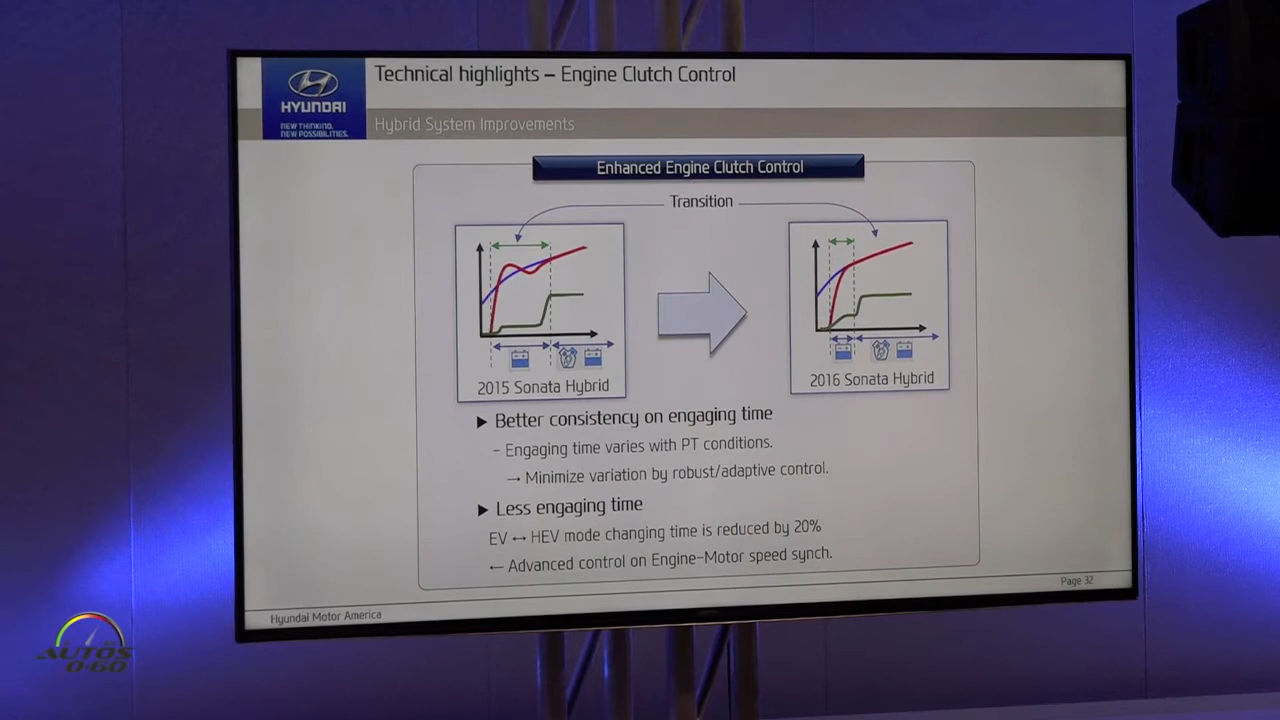 HYUNDAI
NEW THINKING.
NEW POSSIBILITIES.
Technical highlights – Engine Clutch Control
Hybrid System Improvements
Enhanced Engine Clutch Control
Transition
2015 Sonata Hybrid
2016 Sonata Hybrid
▶ Better consistency on engaging time
- Engaging time varies with PT conditions.
→ Minimize variation by robust/adaptive control.
▶ Less engaging time
EV ↔ HEV mode changing time is reduced by 20%
← Advanced control on Engine-Motor speed synch.
Page 32
Hyundai Motor America
AUTOS
0-60